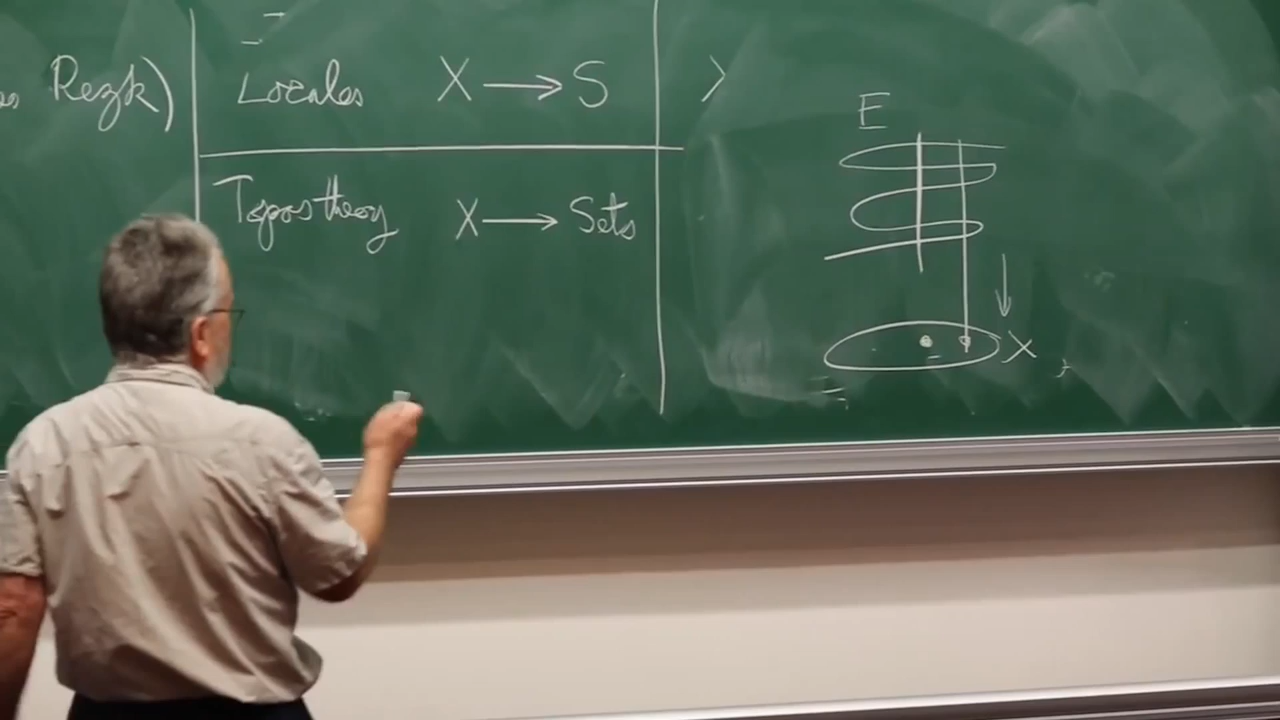 Rezk)
Locales X → S
Topos theory X → Sets
E
X